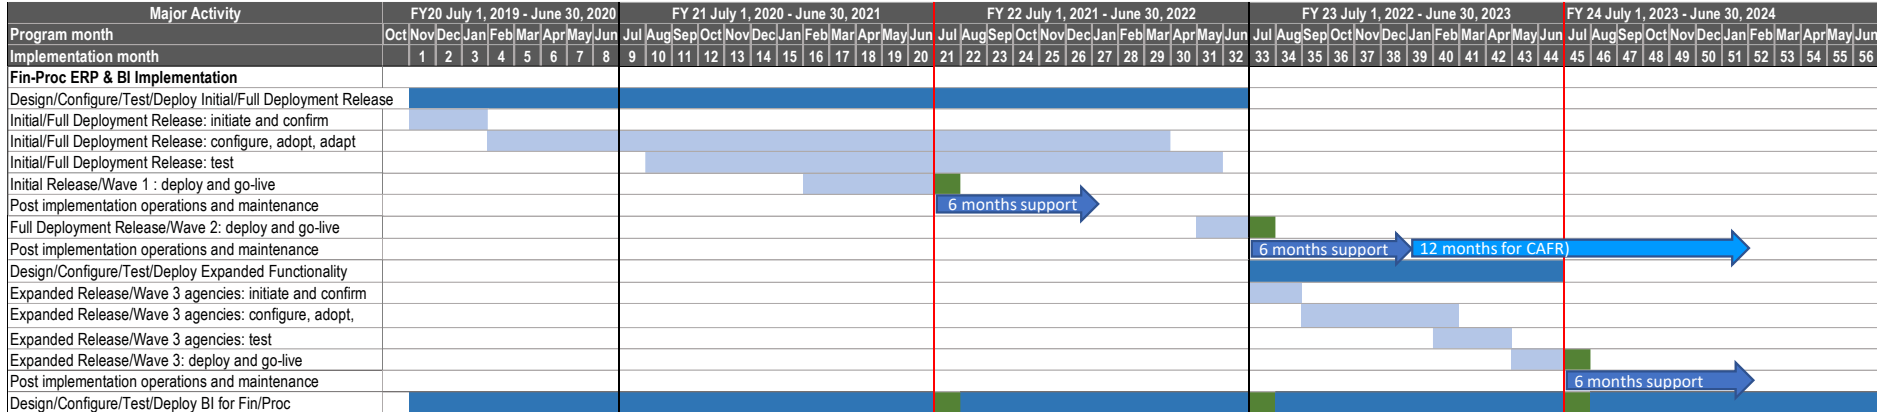 Major Activity FY20 July 1, 2019 - June 30, 2020 FY 21 July 1, 2020 - June 30, 2021 FY 22 July 1, 2021 - June 30, 2022 FY 23 July 1, 2022 - June 30, 2023 FY 24 July 1, 2023 - June 30, 2024
Program month Oct Nov Dec Jan Feb Mar Apr May Jun Jul Aug Sep Oct Nov Dec Jan Feb Mar Apr May Jun Jul Aug Sep Oct Nov Dec Jan Feb Mar Apr May Jun Jul Aug Sep Oct Nov Dec Jan Feb Mar Apr May Jun Jul Aug Sep Oct Nov Dec Jan Feb Mar Apr May Jun
Implementation month 1 2 3 4 5 6 7 8 9 10 11 12 13 14 15 16 17 18 19 20 21 22 23 24 25 26 27 28 29 30 31 32 33 34 35 36 37 38 39 40 41 42 43 44 45 46 47 48 49 50 51 52 53 54 55 56
Fin-Proc ERP & BI Implementation
Design/Configure/Test/Deploy Initial/Full Deployment Release
Initial/Full Deployment Release: initiate and confirm
Initial/Full Deployment Release: configure, adopt, adapt
Initial/Full Deployment Release: test
Initial Release/Wave 1 : deploy and go-live
Post implementation operations and maintenance 6 months support
Full Deployment Release/Wave 2: deploy and go-live
Post implementation operations and maintenance 6 months support 12 months for CAFR)
Design/Configure/Test/Deploy Expanded Functionality
Expanded Release/Wave 3 agencies: initiate and confirm
Expanded Release/Wave 3 agencies: configure, adopt,
Expanded Release/Wave 3 agencies: test
Expanded Release/Wave 3: deploy and go-live
Post implementation operations and maintenance 6 months support
Design/Configure/Test/Deploy BI for Fin/Proc